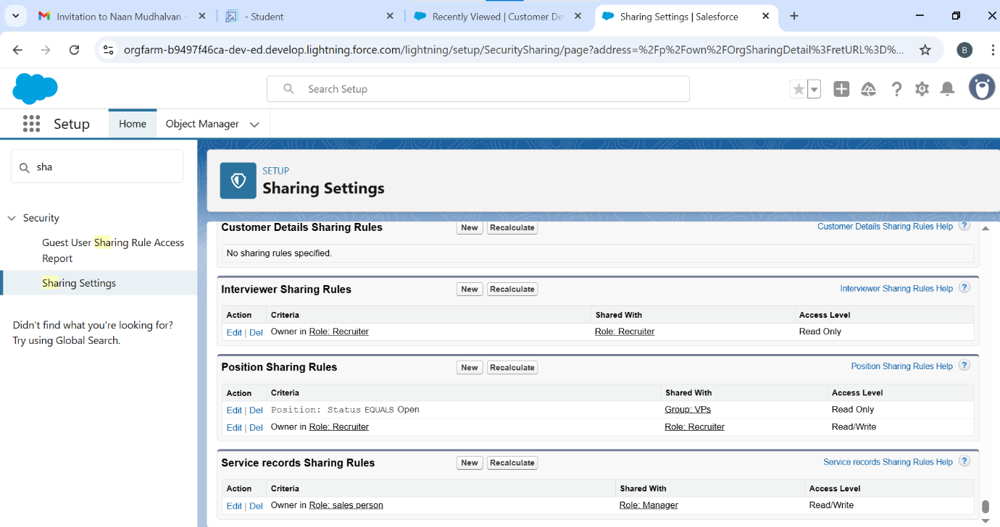 Invitation to Naan Mudhalvan -
- Student
Recently Viewed | Customer De
Sharing Settings | Salesforce
orgfarm-b9497f46ca-dev-ed.develop.lightning.force.com/lightning/setup/SecuritySharing/page?address=%2Fp%2Fown%2FOrgSharingDetail%3FretURL%3D%...
B
Search Setup
Setup
Home
Object Manager
sha
Security
Guest User Sharing Rule Access
Report
Sharing Settings
Didn't find what you're looking for?
Try using Global Search.
SETUP
Sharing Settings
Customer Details Sharing Rules New Recalculate Customer Details Sharing Rules Help ?
No sharing rules specified.
Interviewer Sharing Rules New Recalculate Interviewer Sharing Rules Help ?
Action Criteria Shared With Access Level
Edit | Del Owner in Role: Recruiter Role: Recruiter Read Only
Position Sharing Rules New Recalculate Position Sharing Rules Help ?
Action Criteria Shared With Access Level
Edit | Del Position: Status EQUALS Open Group: VPs Read Only
Edit | Del Owner in Role: Recruiter Role: Recruiter Read/Write
Service records Sharing Rules New Recalculate Service records Sharing Rules Help ?
Action Criteria Shared With Access Level
Edit | Del Owner in Role: sales person Role: Manager Read/Write